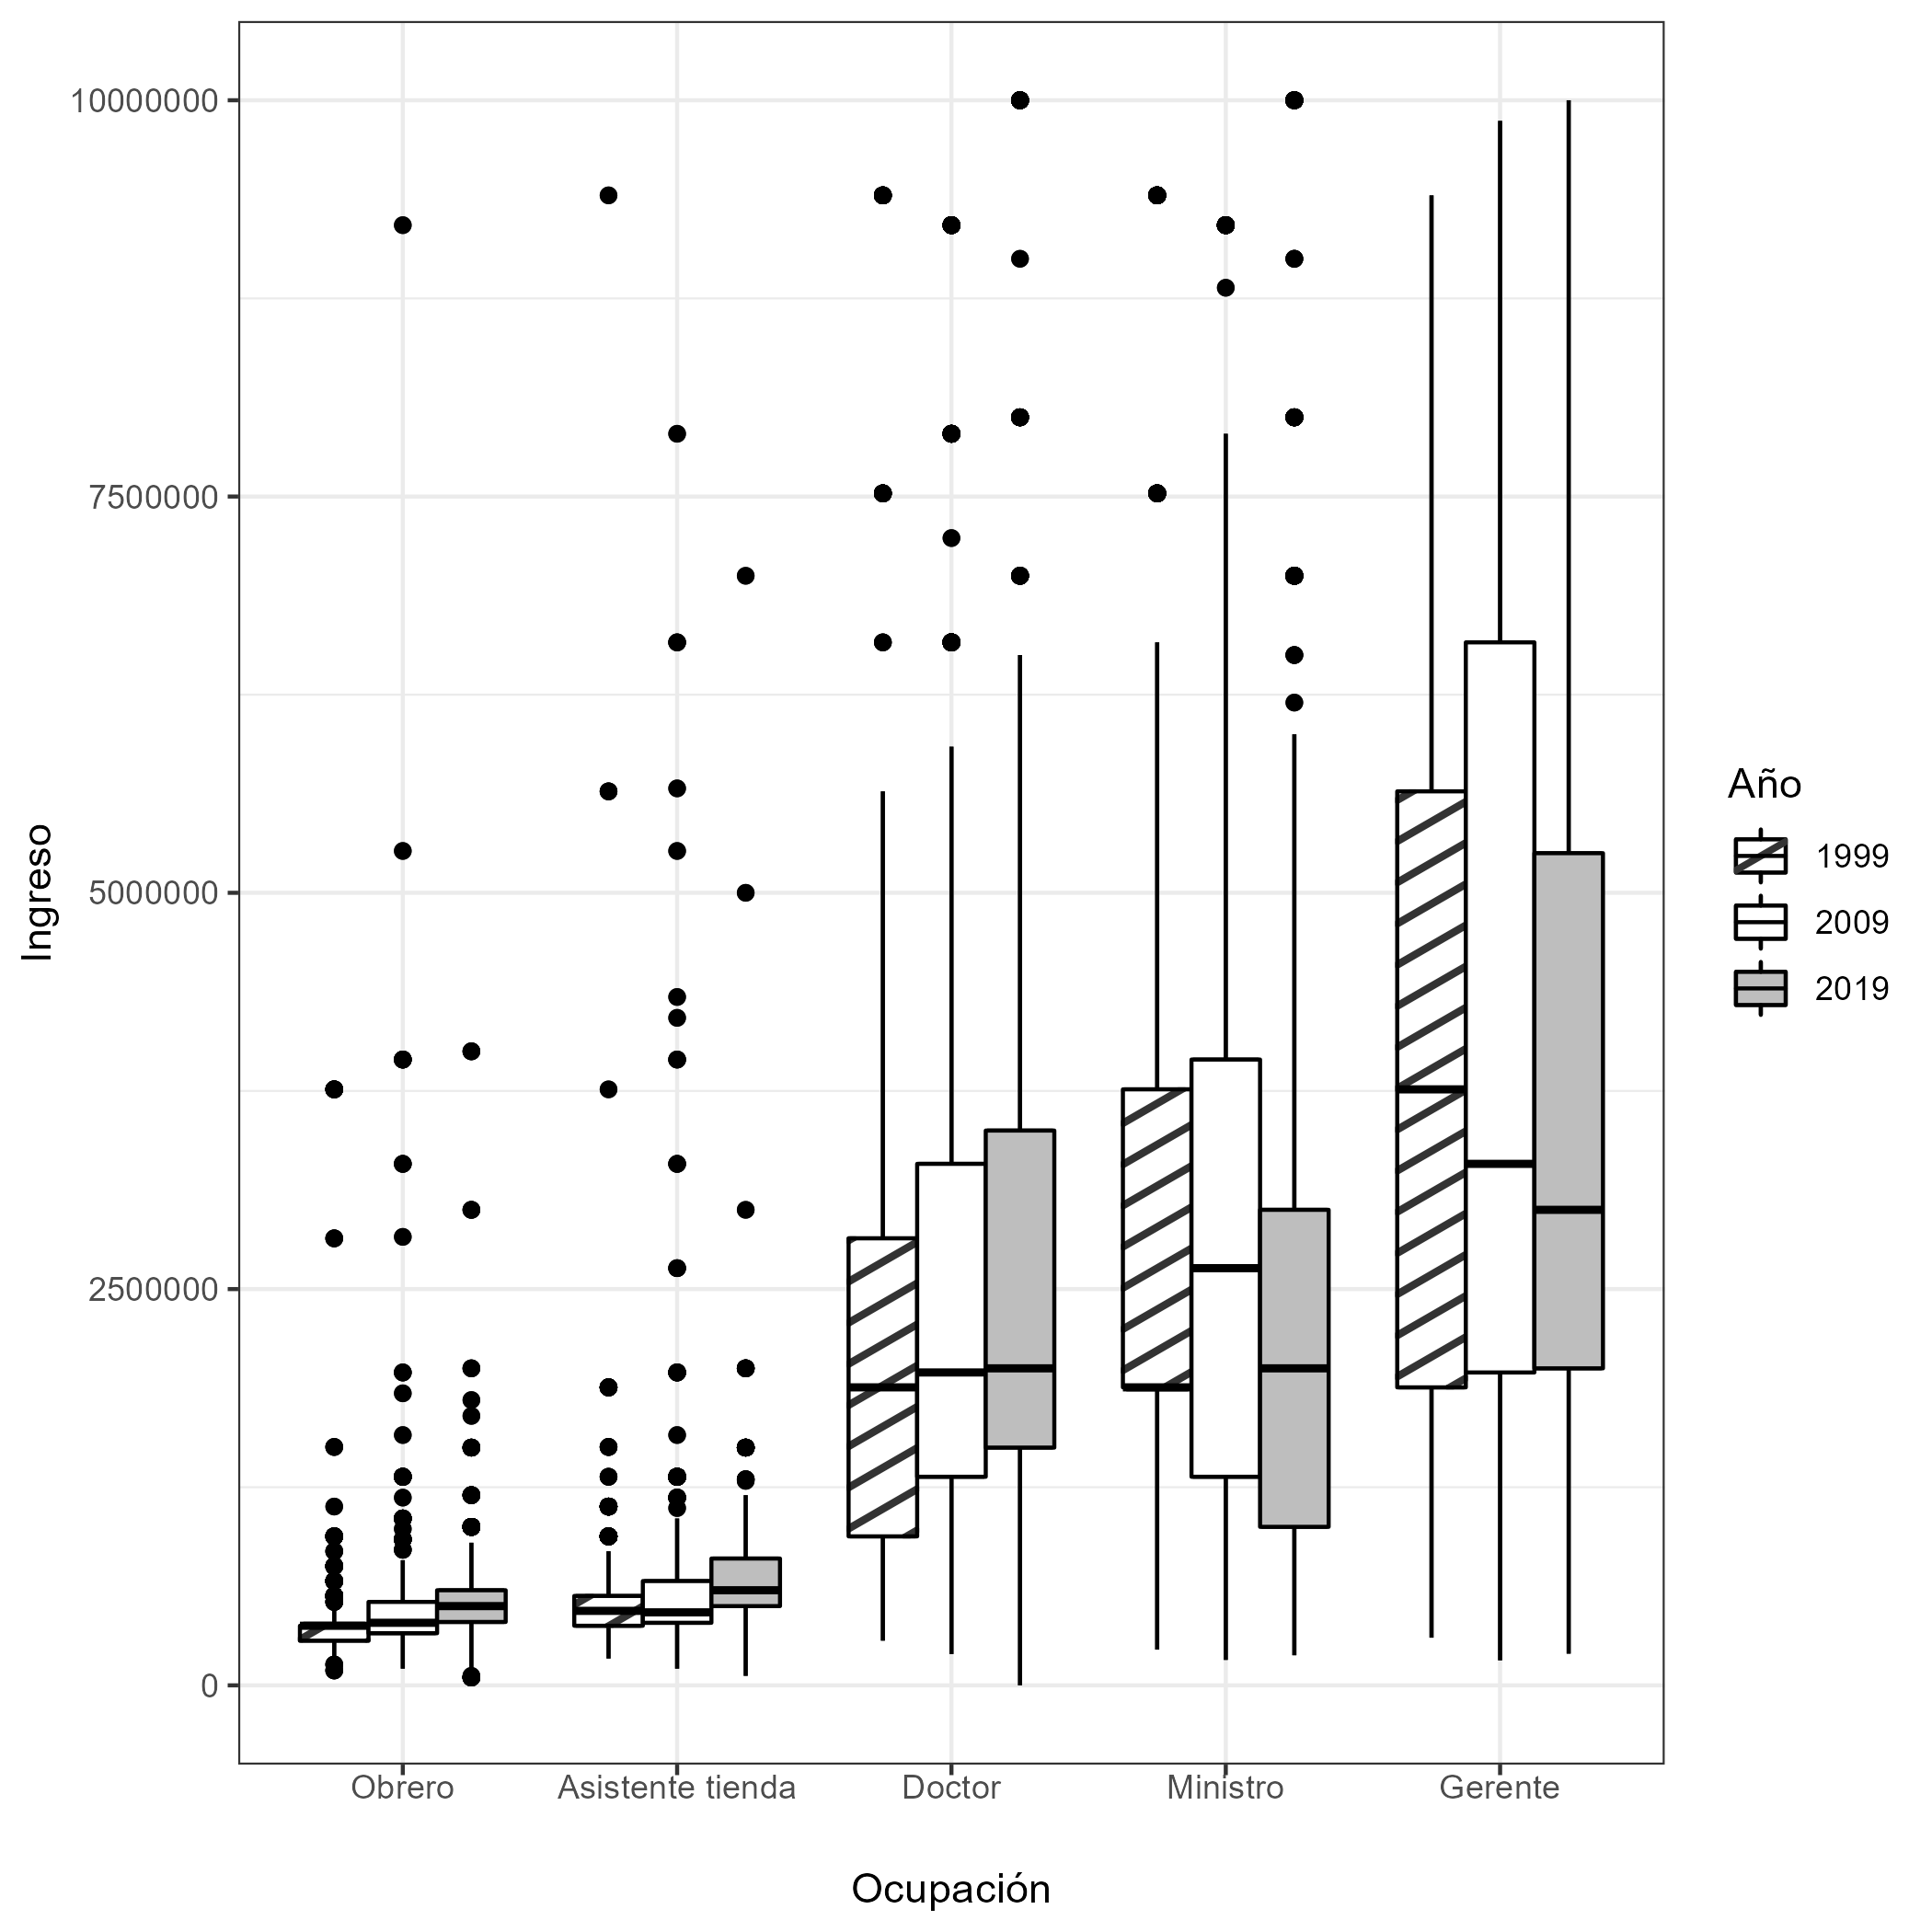 10000000
7500000
5000000
2500000
0
Ingreso
Obrero
Asistente tienda
Doctor
Ministro
Gerente
Ocupación
Año
1999
2009
2019